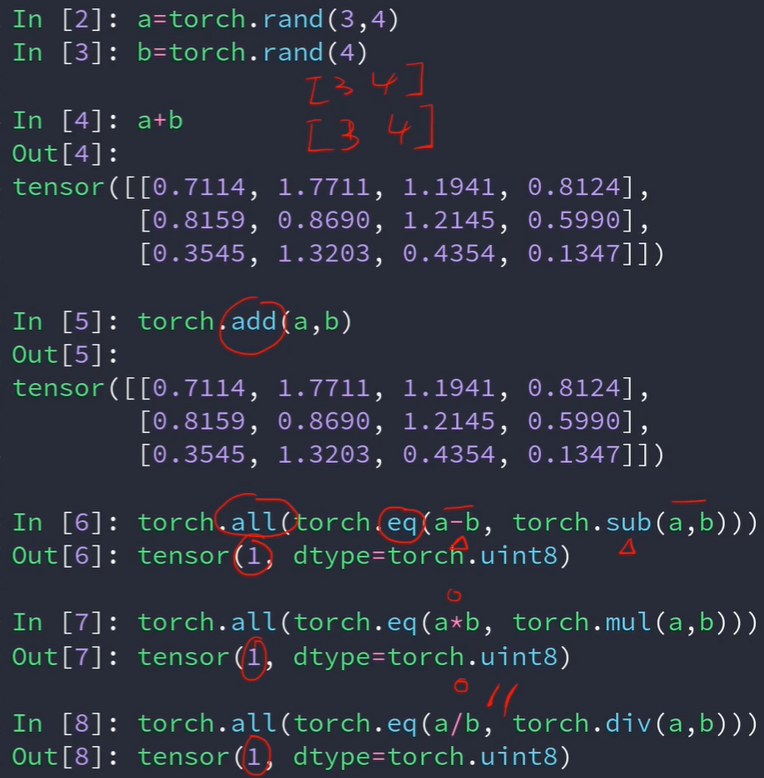 In [2]: a=torch.rand(3,4)
In [3]: b=torch.rand(4)
[3 4]
In [4]: a+b
[3 4]
Out[4]:
tensor([[0.7114, 1.7711, 1.1941, 0.8124],
[0.8159, 0.8690, 1.2145, 0.5990],
[0.3545, 1.3203, 0.4354, 0.1347]])
In [5]: torch.add(a,b)
Out[5]:
tensor([[0.7114, 1.7711, 1.1941, 0.8124],
[0.8159, 0.8690, 1.2145, 0.5990],
[0.3545, 1.3203, 0.4354, 0.1347]])
In [6]: torch.all(torch.eq(a-b, torch.sub(a,b)))
Out[6]: tensor(1, dtype=torch.uint8)
In [7]: torch.all(torch.eq(a*b, torch.mul(a,b)))
Out[7]: tensor(1, dtype=torch.uint8)
In [8]: torch.all(torch.eq(a/b, torch.div(a,b)))
Out[8]: tensor(1, dtype=torch.uint8)